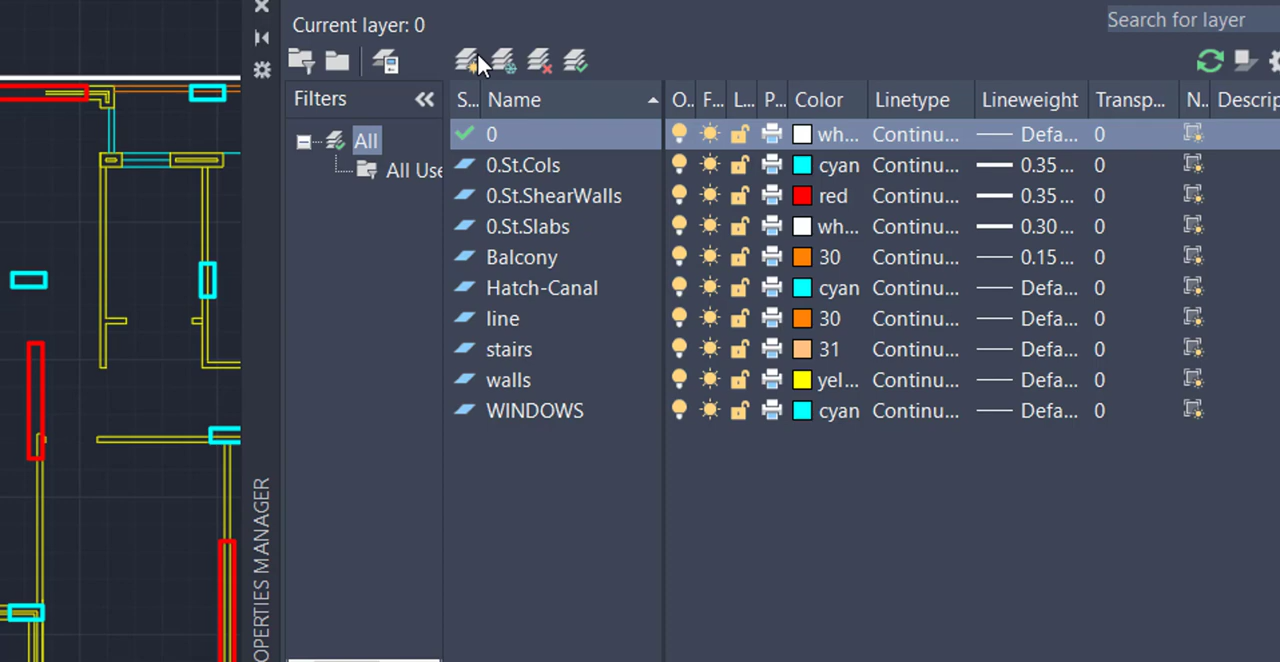 Current layer: 0
Search for layer
Filters
S... Name O. F... L... P... Color Linetype Lineweight Transp... N.. Descrip
All
All Use
0 wh... Continu... Defa... 0
0.St.Cols cyan Continu... 0.35 ... 0
0.St.ShearWalls red Continu... 0.35 ... 0
0.St.Slabs wh... Continu... 0.30 ... 0
Balcony 30 Continu... 0.15 ... 0
Hatch-Canal cyan Continu... Defa... 0
line 30 Continu... Defa... 0
stairs 31 Continu... Defa... 0
walls yel... Continu... Defa... 0
WINDOWS cyan Continu... Defa... 0
OPERTIES MANAGER